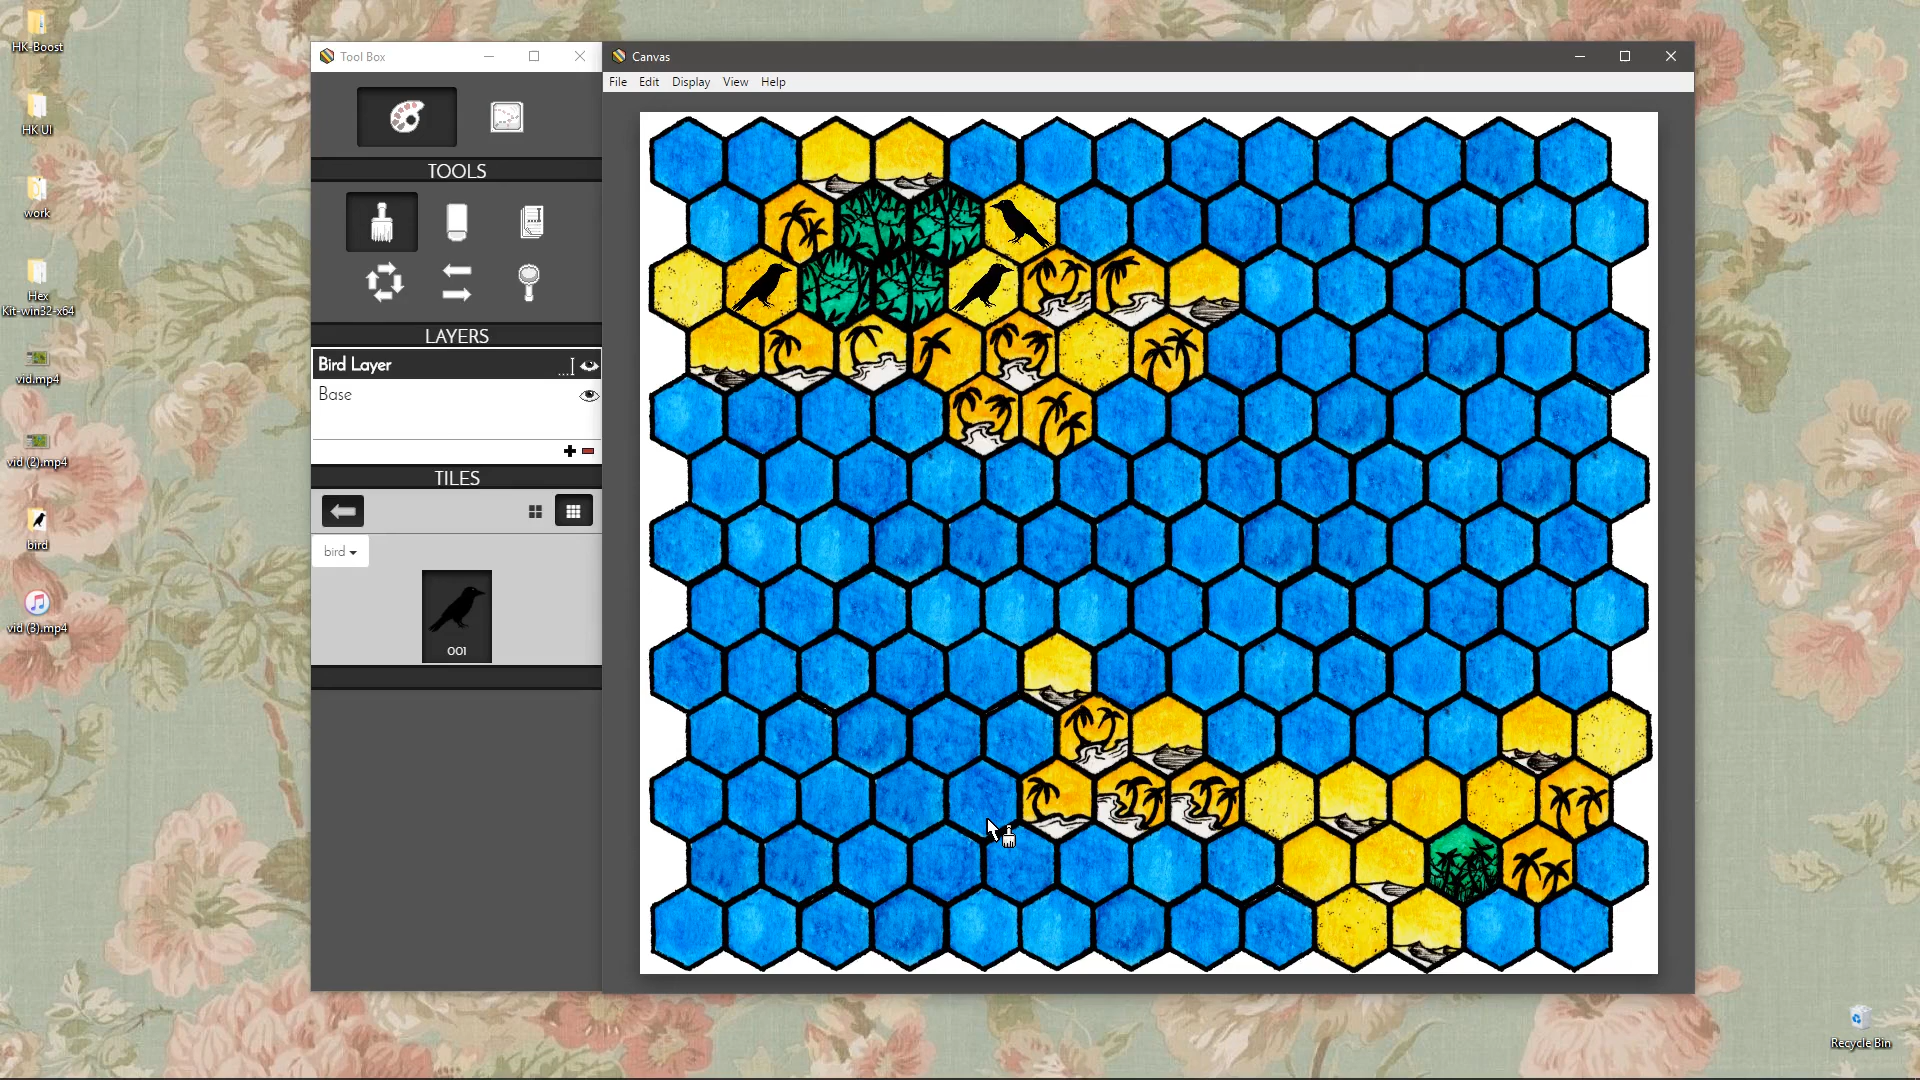 HK-Boost
HK UI
work
Hex
Kit-win32-x64
vid.mp4
vid (2).mp4
bird
vid (3).mp4
Tool Box
TOOLS
LAYERS
Bird Layer
Base
TILES
bird
001
Canvas
File Edit Display View Help
Recycle Bin